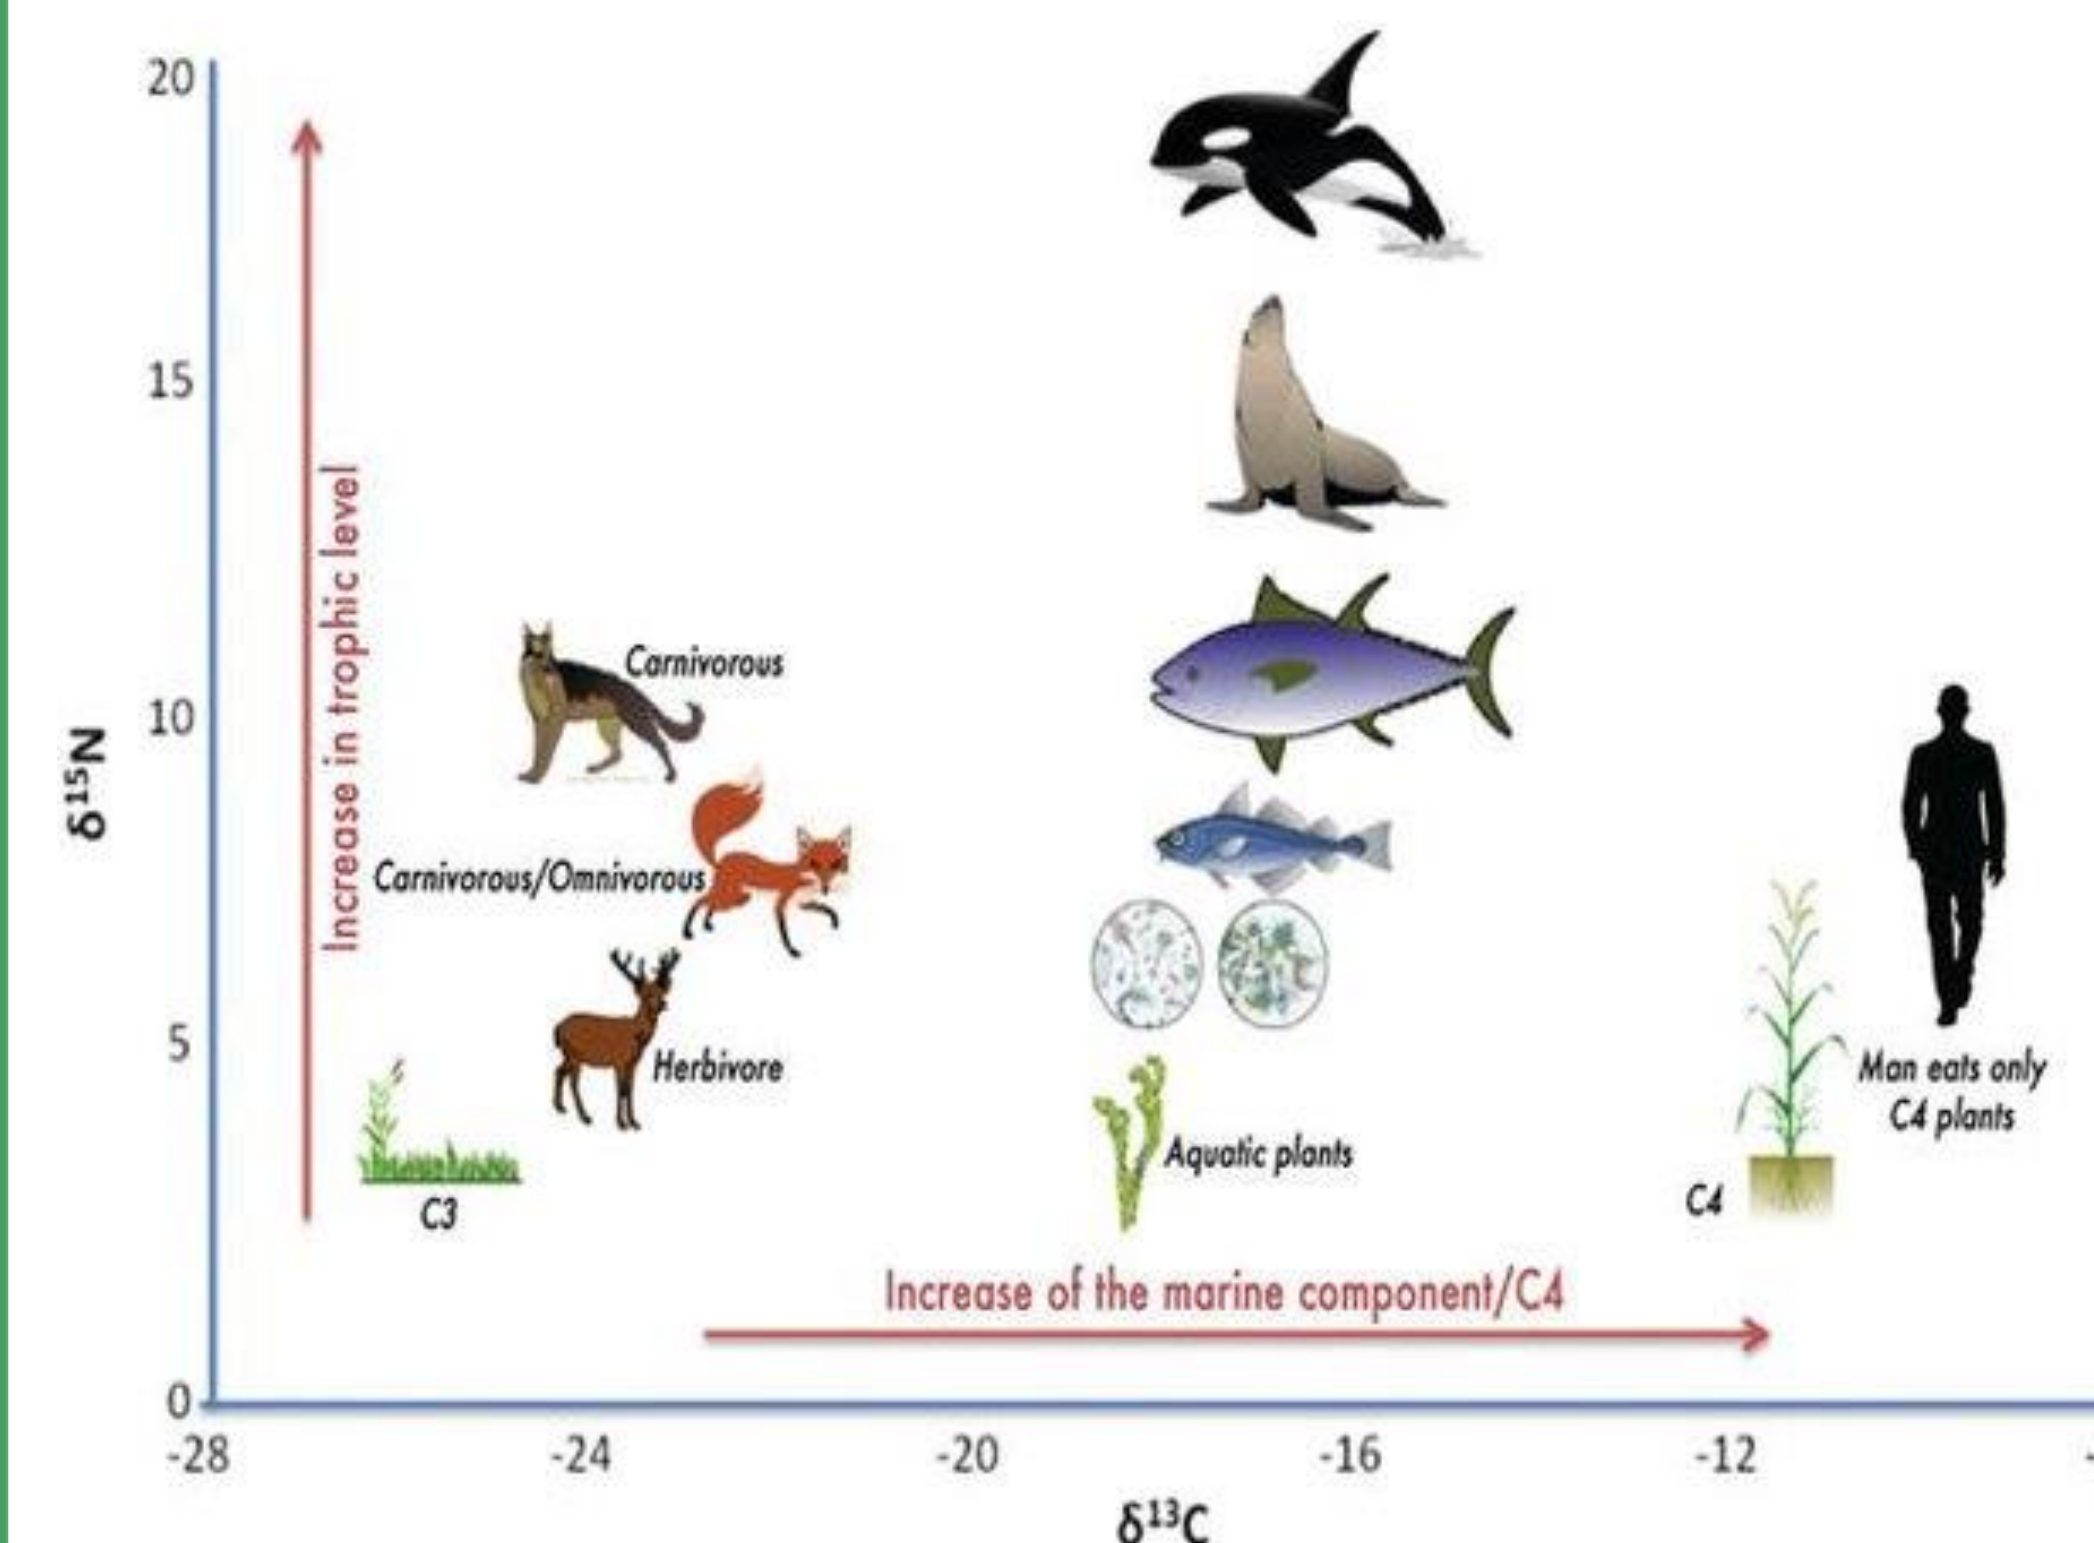 20
15
10
5
0
δ¹⁵N
Increase in trophic level
Carnivorous
Carnivorous/Omnivorous
Herbivore
C3
Aquatic plants
C4
Man eats only
C4 plants
Increase of the marine component/C4
-28
-24
-20
-16
-12
δ¹³C